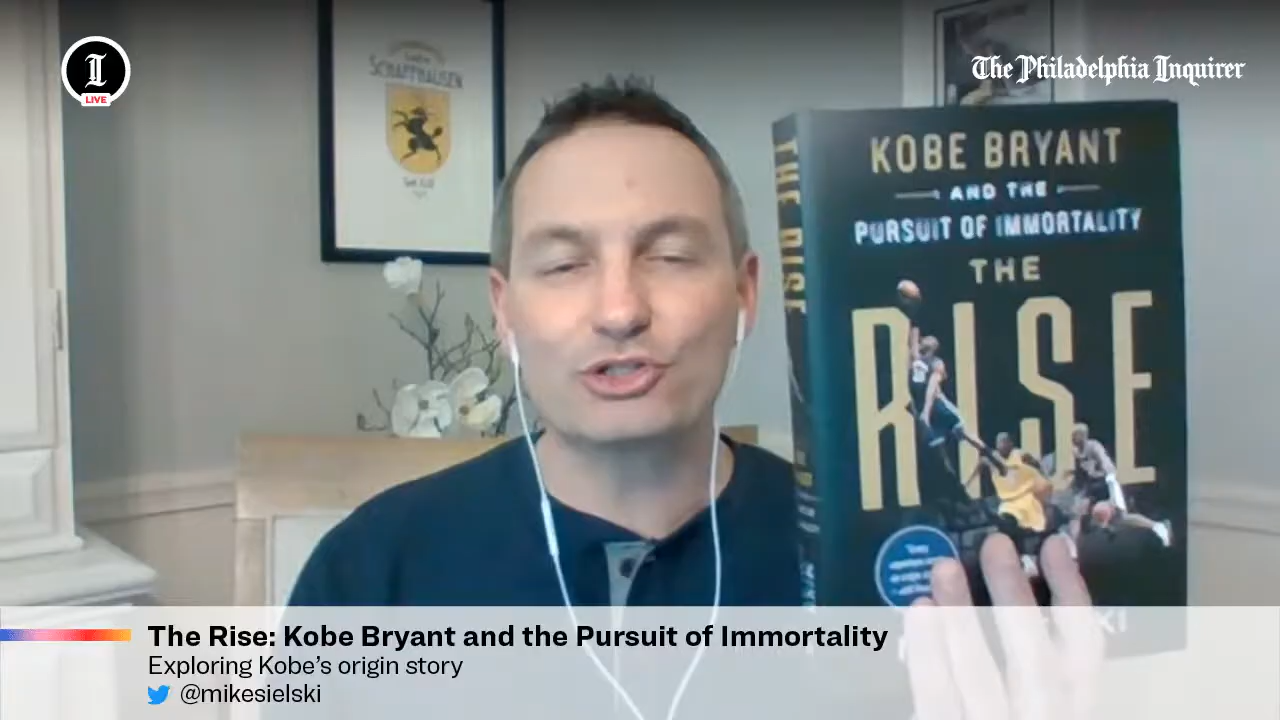 I
LIVE
The Philadelphia Inquirer
SCHAFFHAUSEN
KOBE BRYANT
AND THE
PURSUIT OF IMMORTALITY
THE
RISE
THE RISE
The Rise: Kobe Bryant and the Pursuit of Immortality
Exploring Kobe's origin story
@mikesielski